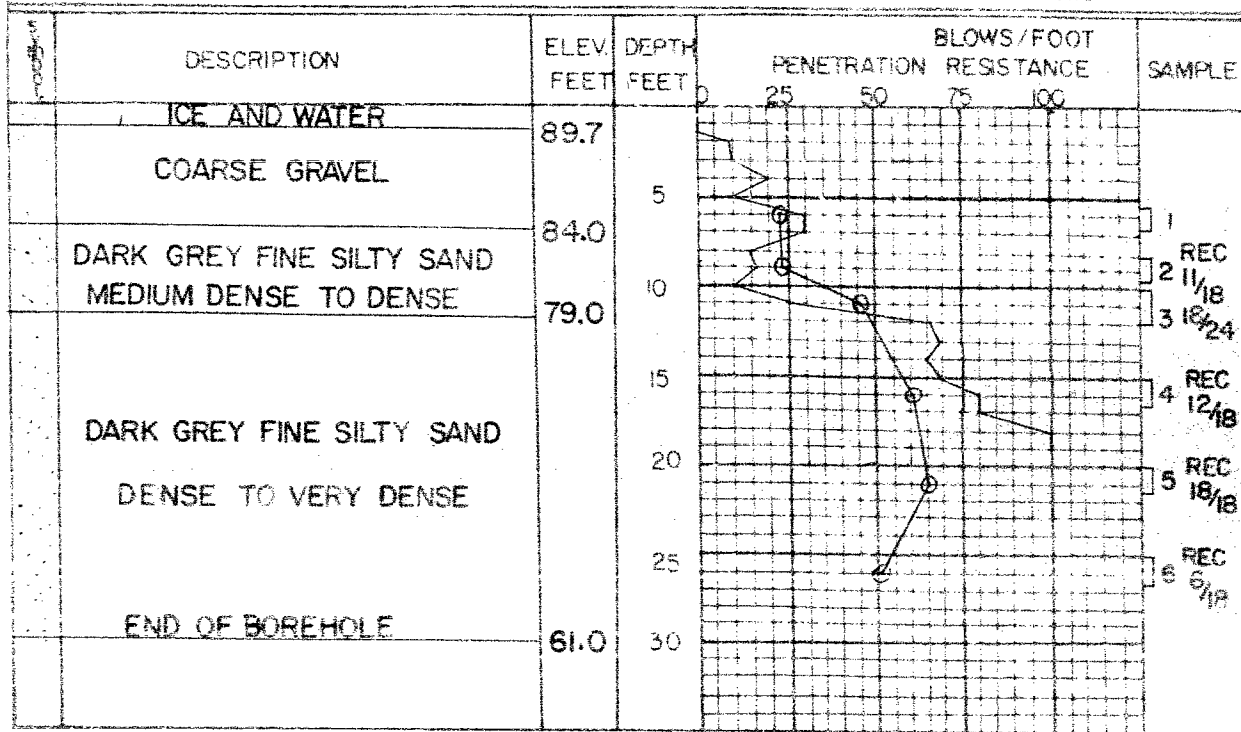 DESCRIPTION
ELEV. FEET
DEPTH FEET
BLOWS/FOOT
PENETRATION RESISTANCE
SAMPLE
0 25 50 75 100
ICE AND WATER
89.7
COARSE GRAVEL
5
1
84.0
DARK GREY FINE SILTY SAND
MEDIUM DENSE TO DENSE
2 REC 11/18
10
79.0
3 18/24
15
4 REC 12/18
DARK GREY FINE SILTY SAND
DENSE TO VERY DENSE
20
5 REC 18/18
25
6 REC 6/18
END OF BOREHOLE
61.0
30